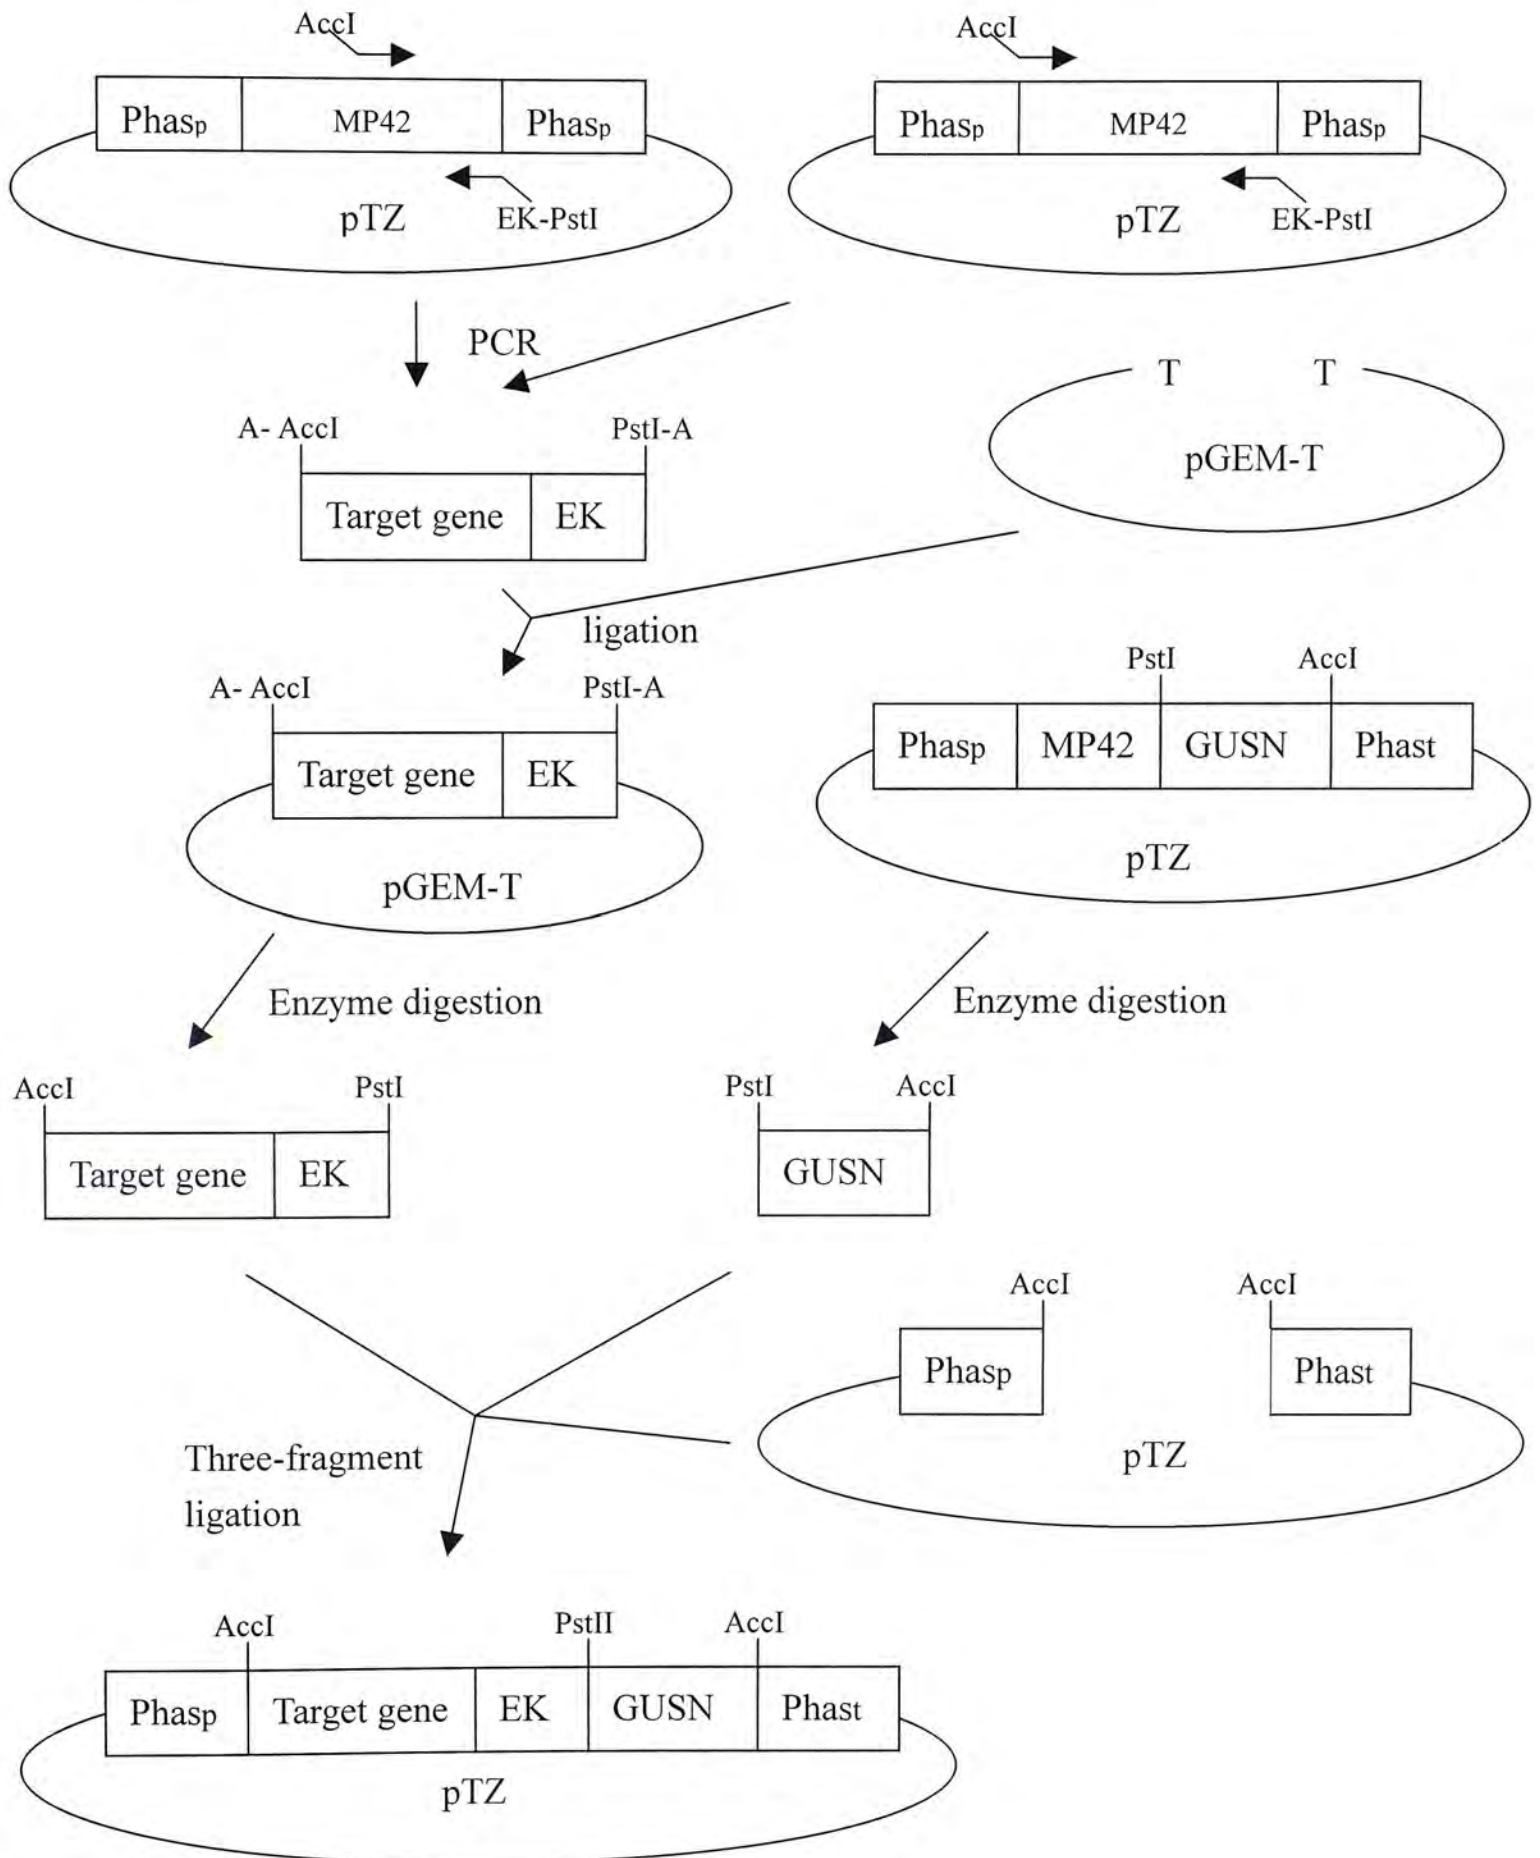 AccI
AccI
Phasp MP42 Phasp
Phasp MP42 Phasp
pTZ EK-PstI
pTZ EK-PstI
PCR
T T
A- AccI PstI-A
pGEM-T
Target gene EK
ligation
PstI AccI
A- AccI PstI-A
Phasp MP42 GUSN Phast
Target gene EK
pTZ
pGEM-T
Enzyme digestion
Enzyme digestion
AccI PstI
PstI AccI
Target gene EK
GUSN
AccI AccI
Phasp Phast
pTZ
Three-fragment
ligation
AccI PstII AccI
Phasp Target gene EK GUSN Phast
pTZ